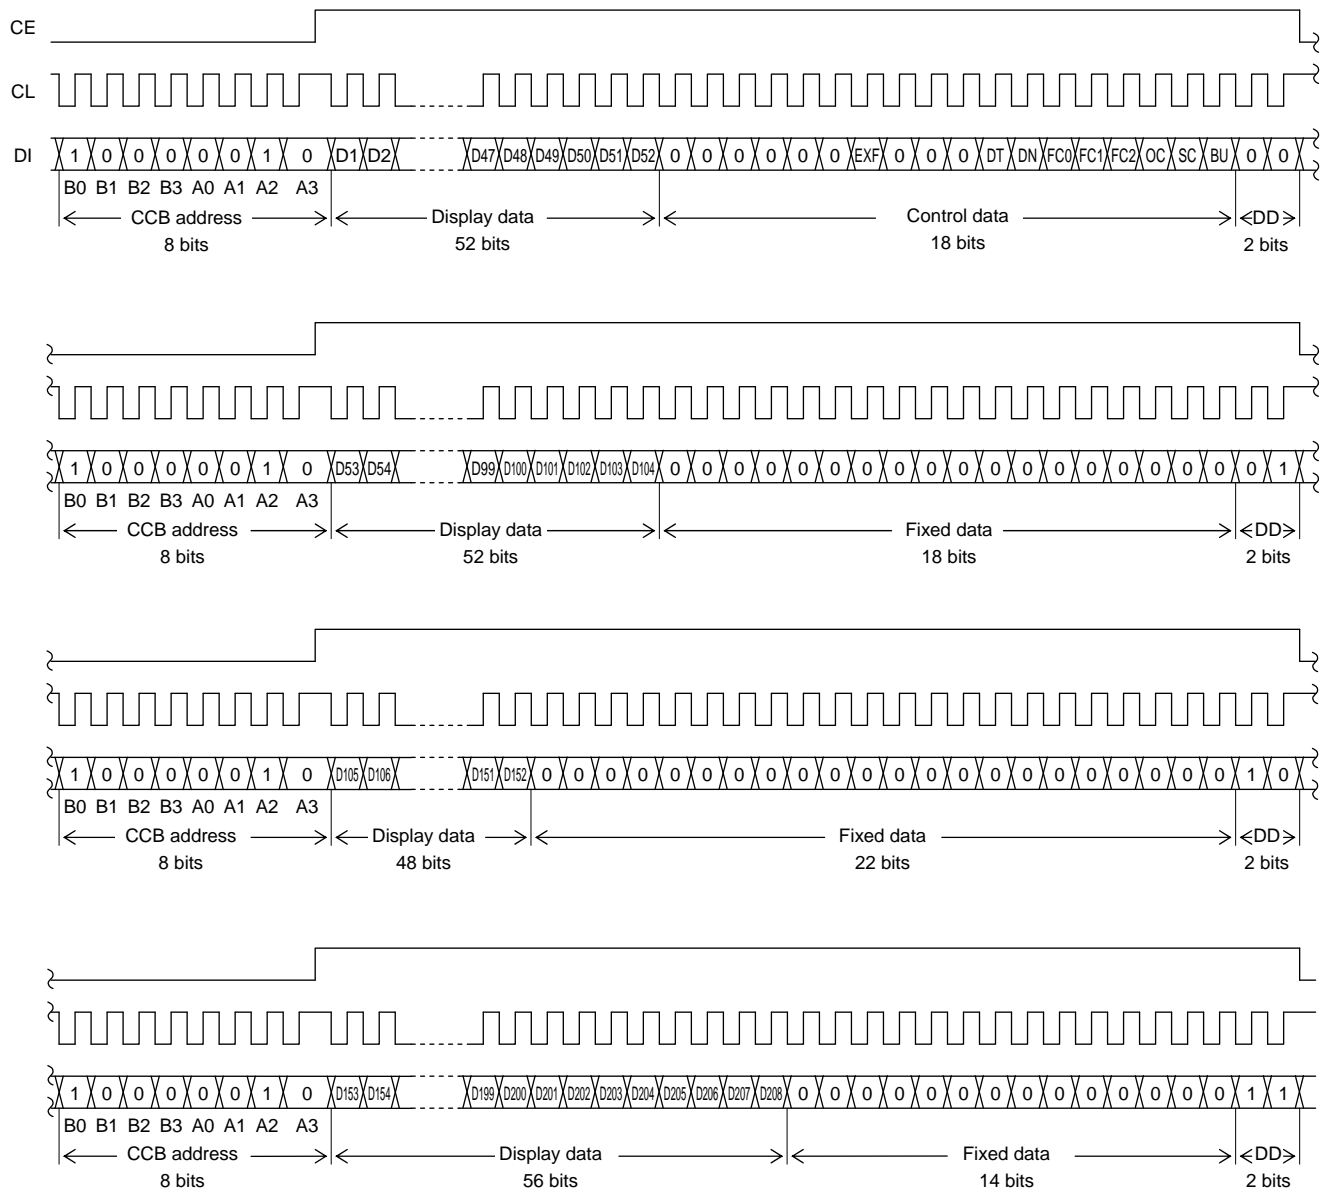 CE
CL
DI 1 0 0 0 0 0 1 0 D1 D2 D47 D48 D49 D50 D51 D52 0 0 0 0 0 0 EXF 0 0 0 DT DN FC0 FC1 FC2 OC SC BU 0 0
B0 B1 B2 B3 A0 A1 A2 A3
CCB address Display data Control data DD
8 bits 52 bits 18 bits 2 bits
1 0 0 0 0 0 1 0 D53 D54 D99 D100 D101 D102 D103 D104 0 0 0 0 0 0 0 0 0 0 0 0 0 0 0 0 0 0 0 1
B0 B1 B2 B3 A0 A1 A2 A3
CCB address Display data Fixed data DD
8 bits 52 bits 18 bits 2 bits
1 0 0 0 0 0 1 0 D105 D106 D151 D152 0 0 0 0 0 0 0 0 0 0 0 0 0 0 0 0 0 0 0 0 0 0 1 0
B0 B1 B2 B3 A0 A1 A2 A3
CCB address Display data Fixed data DD
8 bits 48 bits 22 bits 2 bits
1 0 0 0 0 0 1 0 D153 D154 D199 D200 D201 D202 D203 D204 D205 D206 D207 D208 0 0 0 0 0 0 0 0 0 0 0 0 0 0 1 1
B0 B1 B2 B3 A0 A1 A2 A3
CCB address Display data Fixed data DD
8 bits 56 bits 14 bits 2 bits